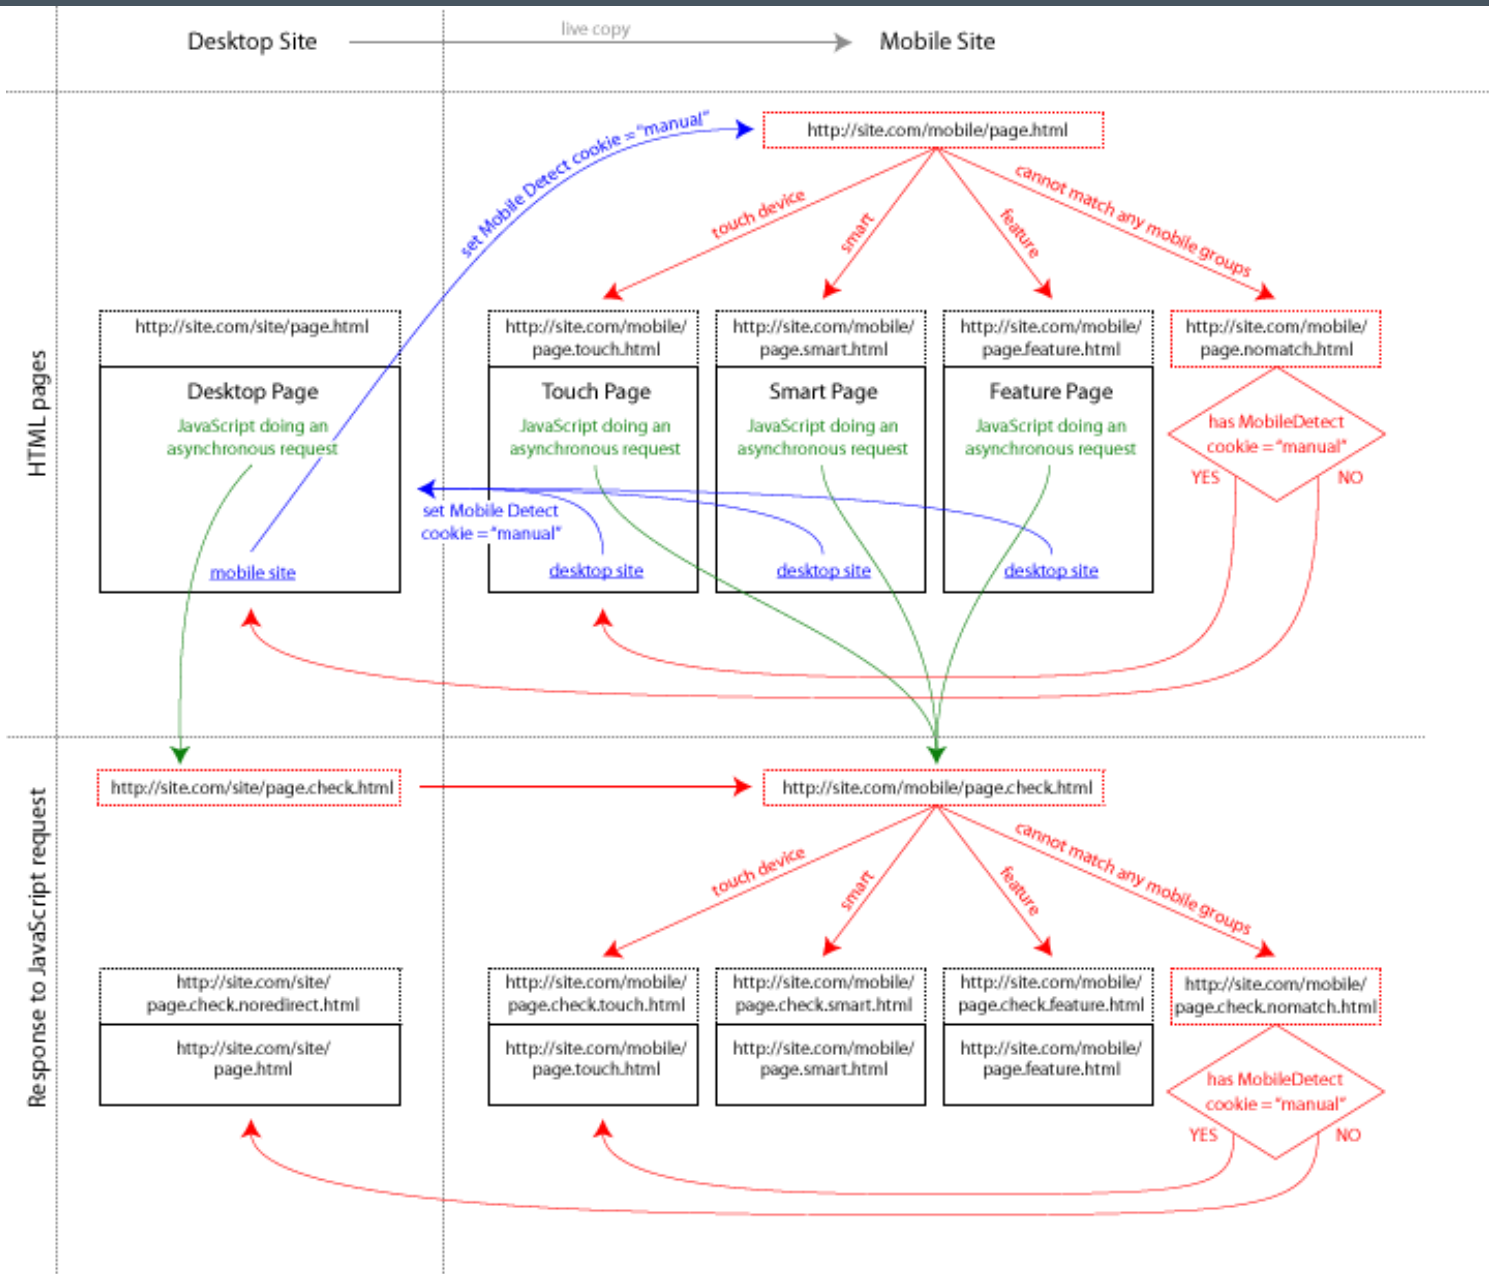 live copy
Desktop Site
Mobile Site
HTML pages
set Mobile Detect cookie = "manual"
http://site.com/mobile/page.html
touch device
smart
feature
cannot match any mobile groups
http://site.com/site/page.html
Desktop Page
JavaScript doing an
asynchronous request
mobile site
http://site.com/mobile/
page.touch.html
Touch Page
JavaScript doing an
asynchronous request
set Mobile Detect
cookie = "manual"
desktop site
http://site.com/mobile/
page.smart.html
Smart Page
JavaScript doing an
asynchronous request
desktop site
http://site.com/mobile/
page.feature.html
Feature Page
JavaScript doing an
asynchronous request
desktop site
http://site.com/mobile/
page.nomatch.html
has MobileDetect
cookie = "manual"
YES
NO
Response to JavaScript request
http://site.com/site/page.check.html
http://site.com/mobile/page.check.html
touch device
smart
feature
cannot match any mobile groups
http://site.com/site/
page.check.noredirect.html
http://site.com/site/
page.html
http://site.com/mobile/
page.check.touch.html
http://site.com/mobile/
page.touch.html
http://site.com/mobile/
page.check.smart.html
http://site.com/mobile/
page.smart.html
http://site.com/mobile/
page.check.feature.html
http://site.com/mobile/
page.feature.html
http://site.com/mobile/
page.check.nomatch.html
has MobileDetect
cookie = "manual"
YES
NO